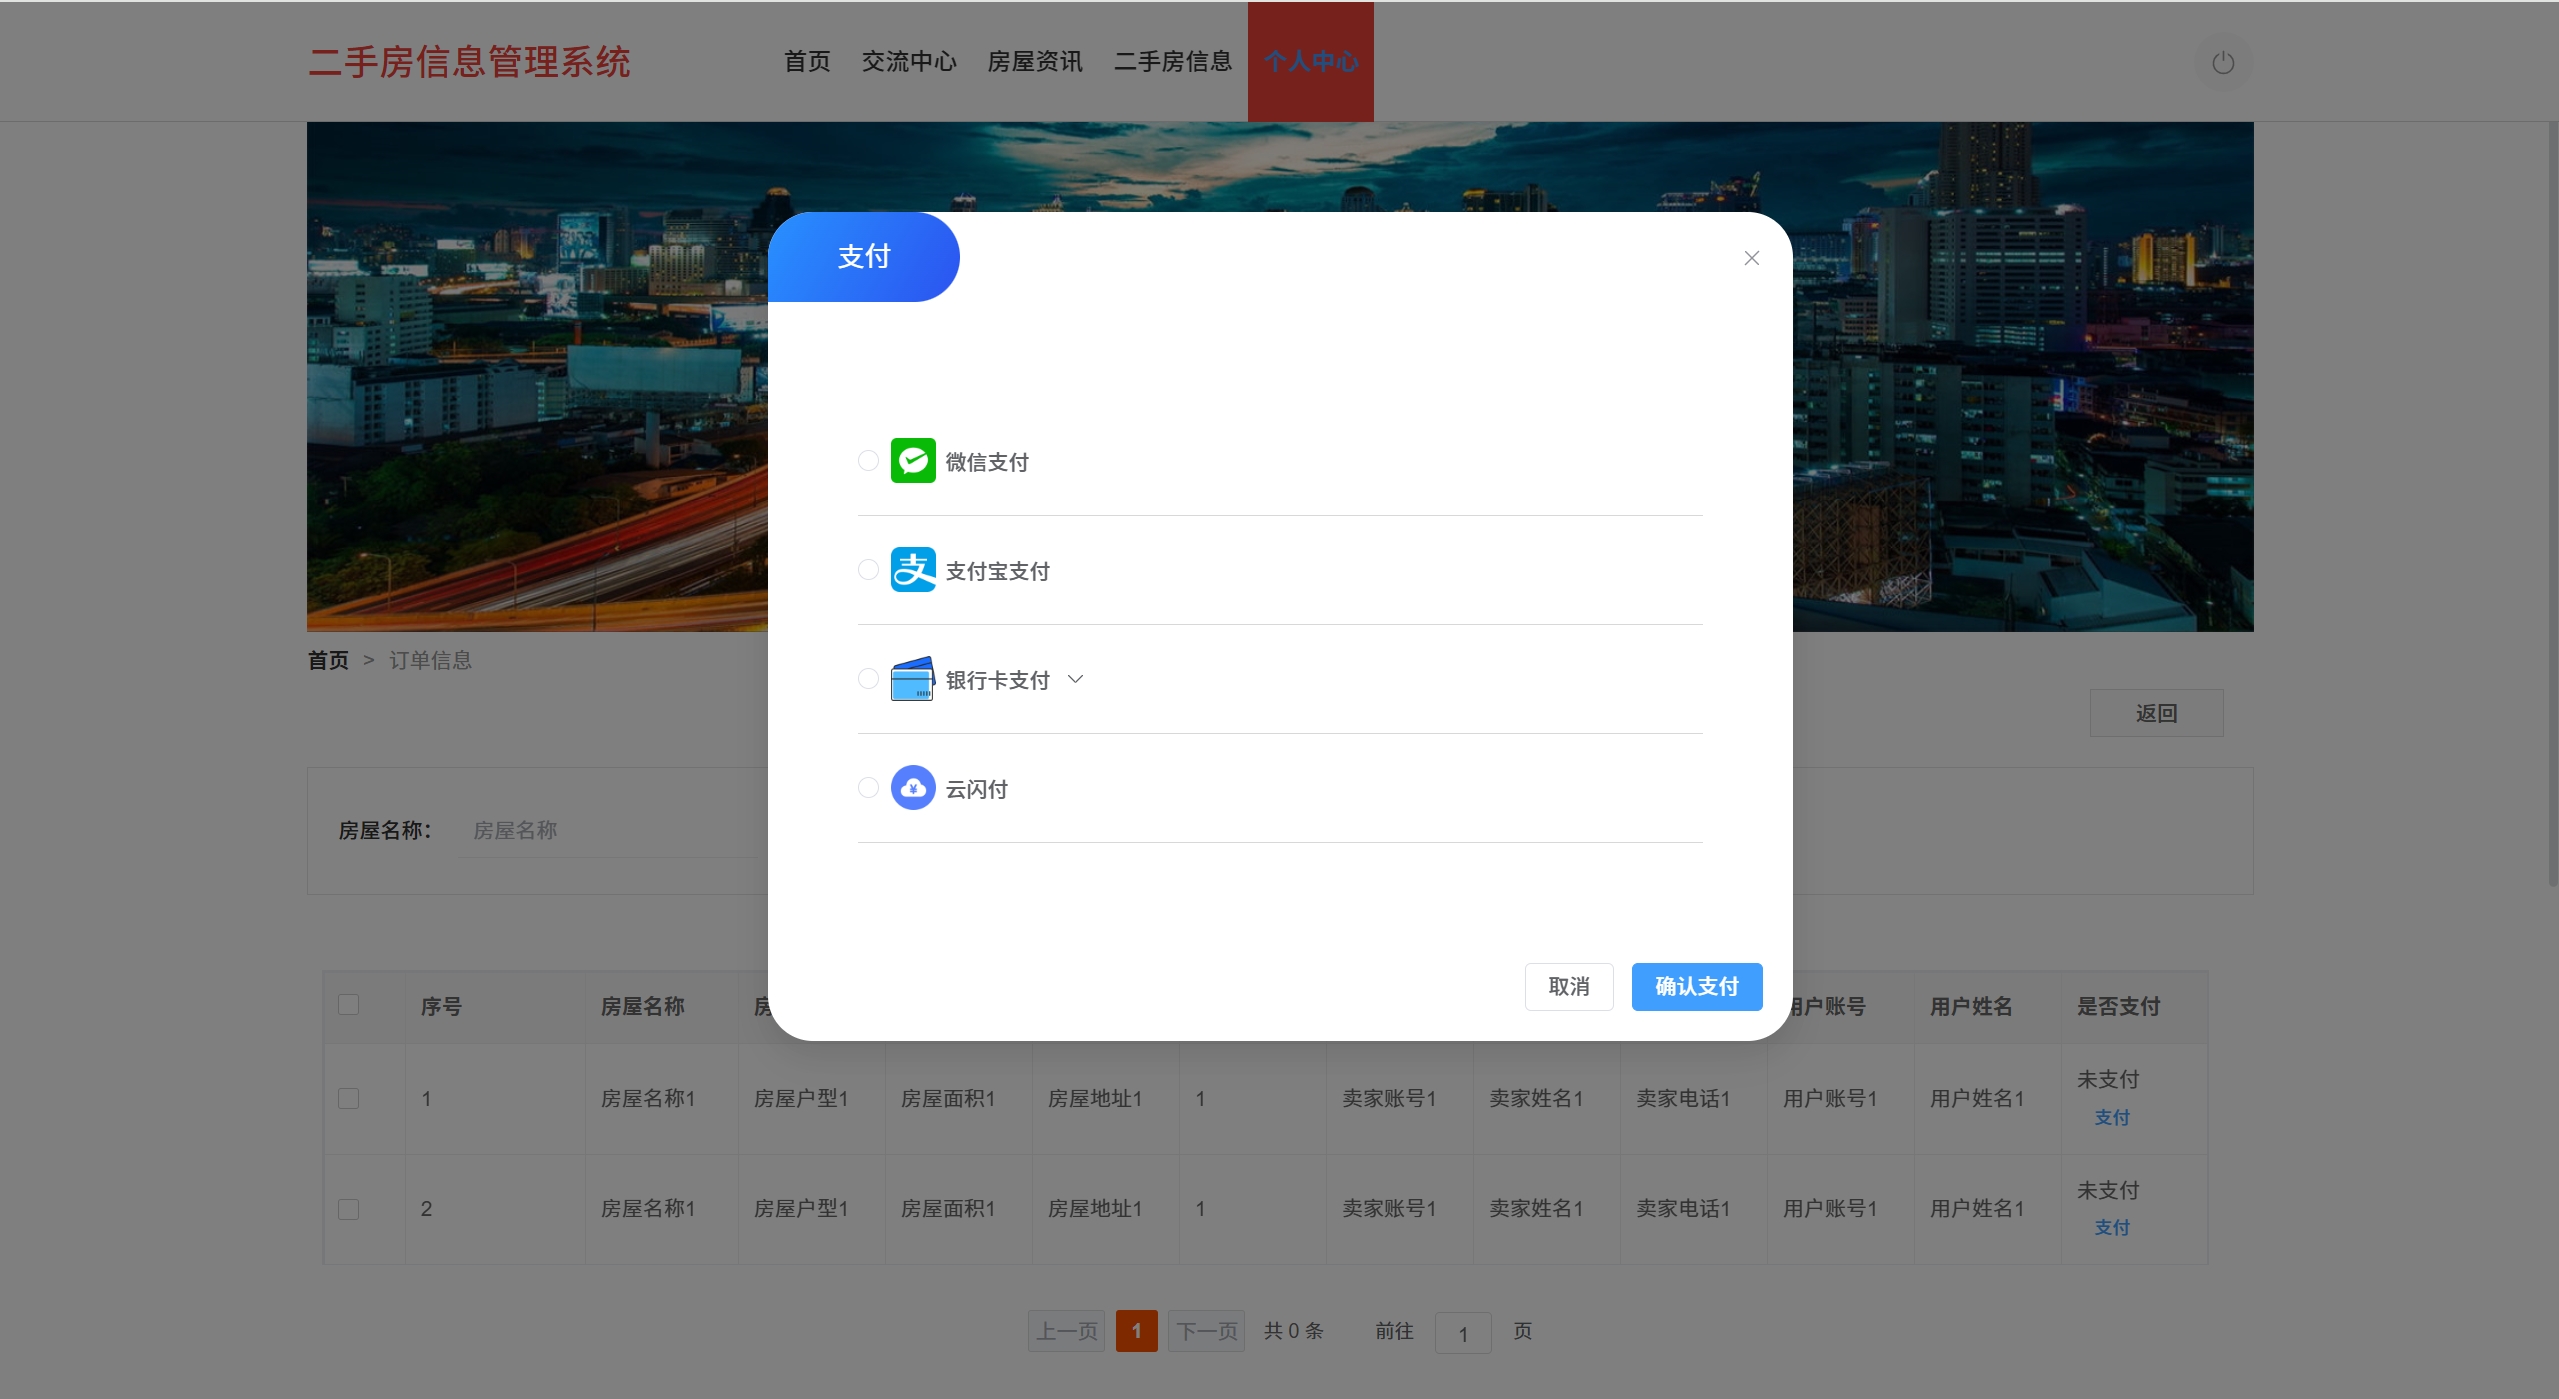 二手房信息管理系统
首页 交流中心 房屋资讯 二手房信息 个人中心
支付
微信支付
支付宝支付
银行卡支付
云闪付
取消 确认支付
首页 > 订单信息
返回
房屋名称: 房屋名称
序号 房屋名称 用户账号 用户姓名 是否支付
1 房屋名称1 房屋户型1 房屋面积1 房屋地址1 1 卖家账号1 卖家姓名1 卖家电话1 用户账号1 用户姓名1 未支付
支付
2 房屋名称1 房屋户型1 房屋面积1 房屋地址1 1 卖家账号1 卖家姓名1 卖家电话1 用户账号1 用户姓名1 未支付
支付
上一页 1 下一页 共 0 条 前往 1 页